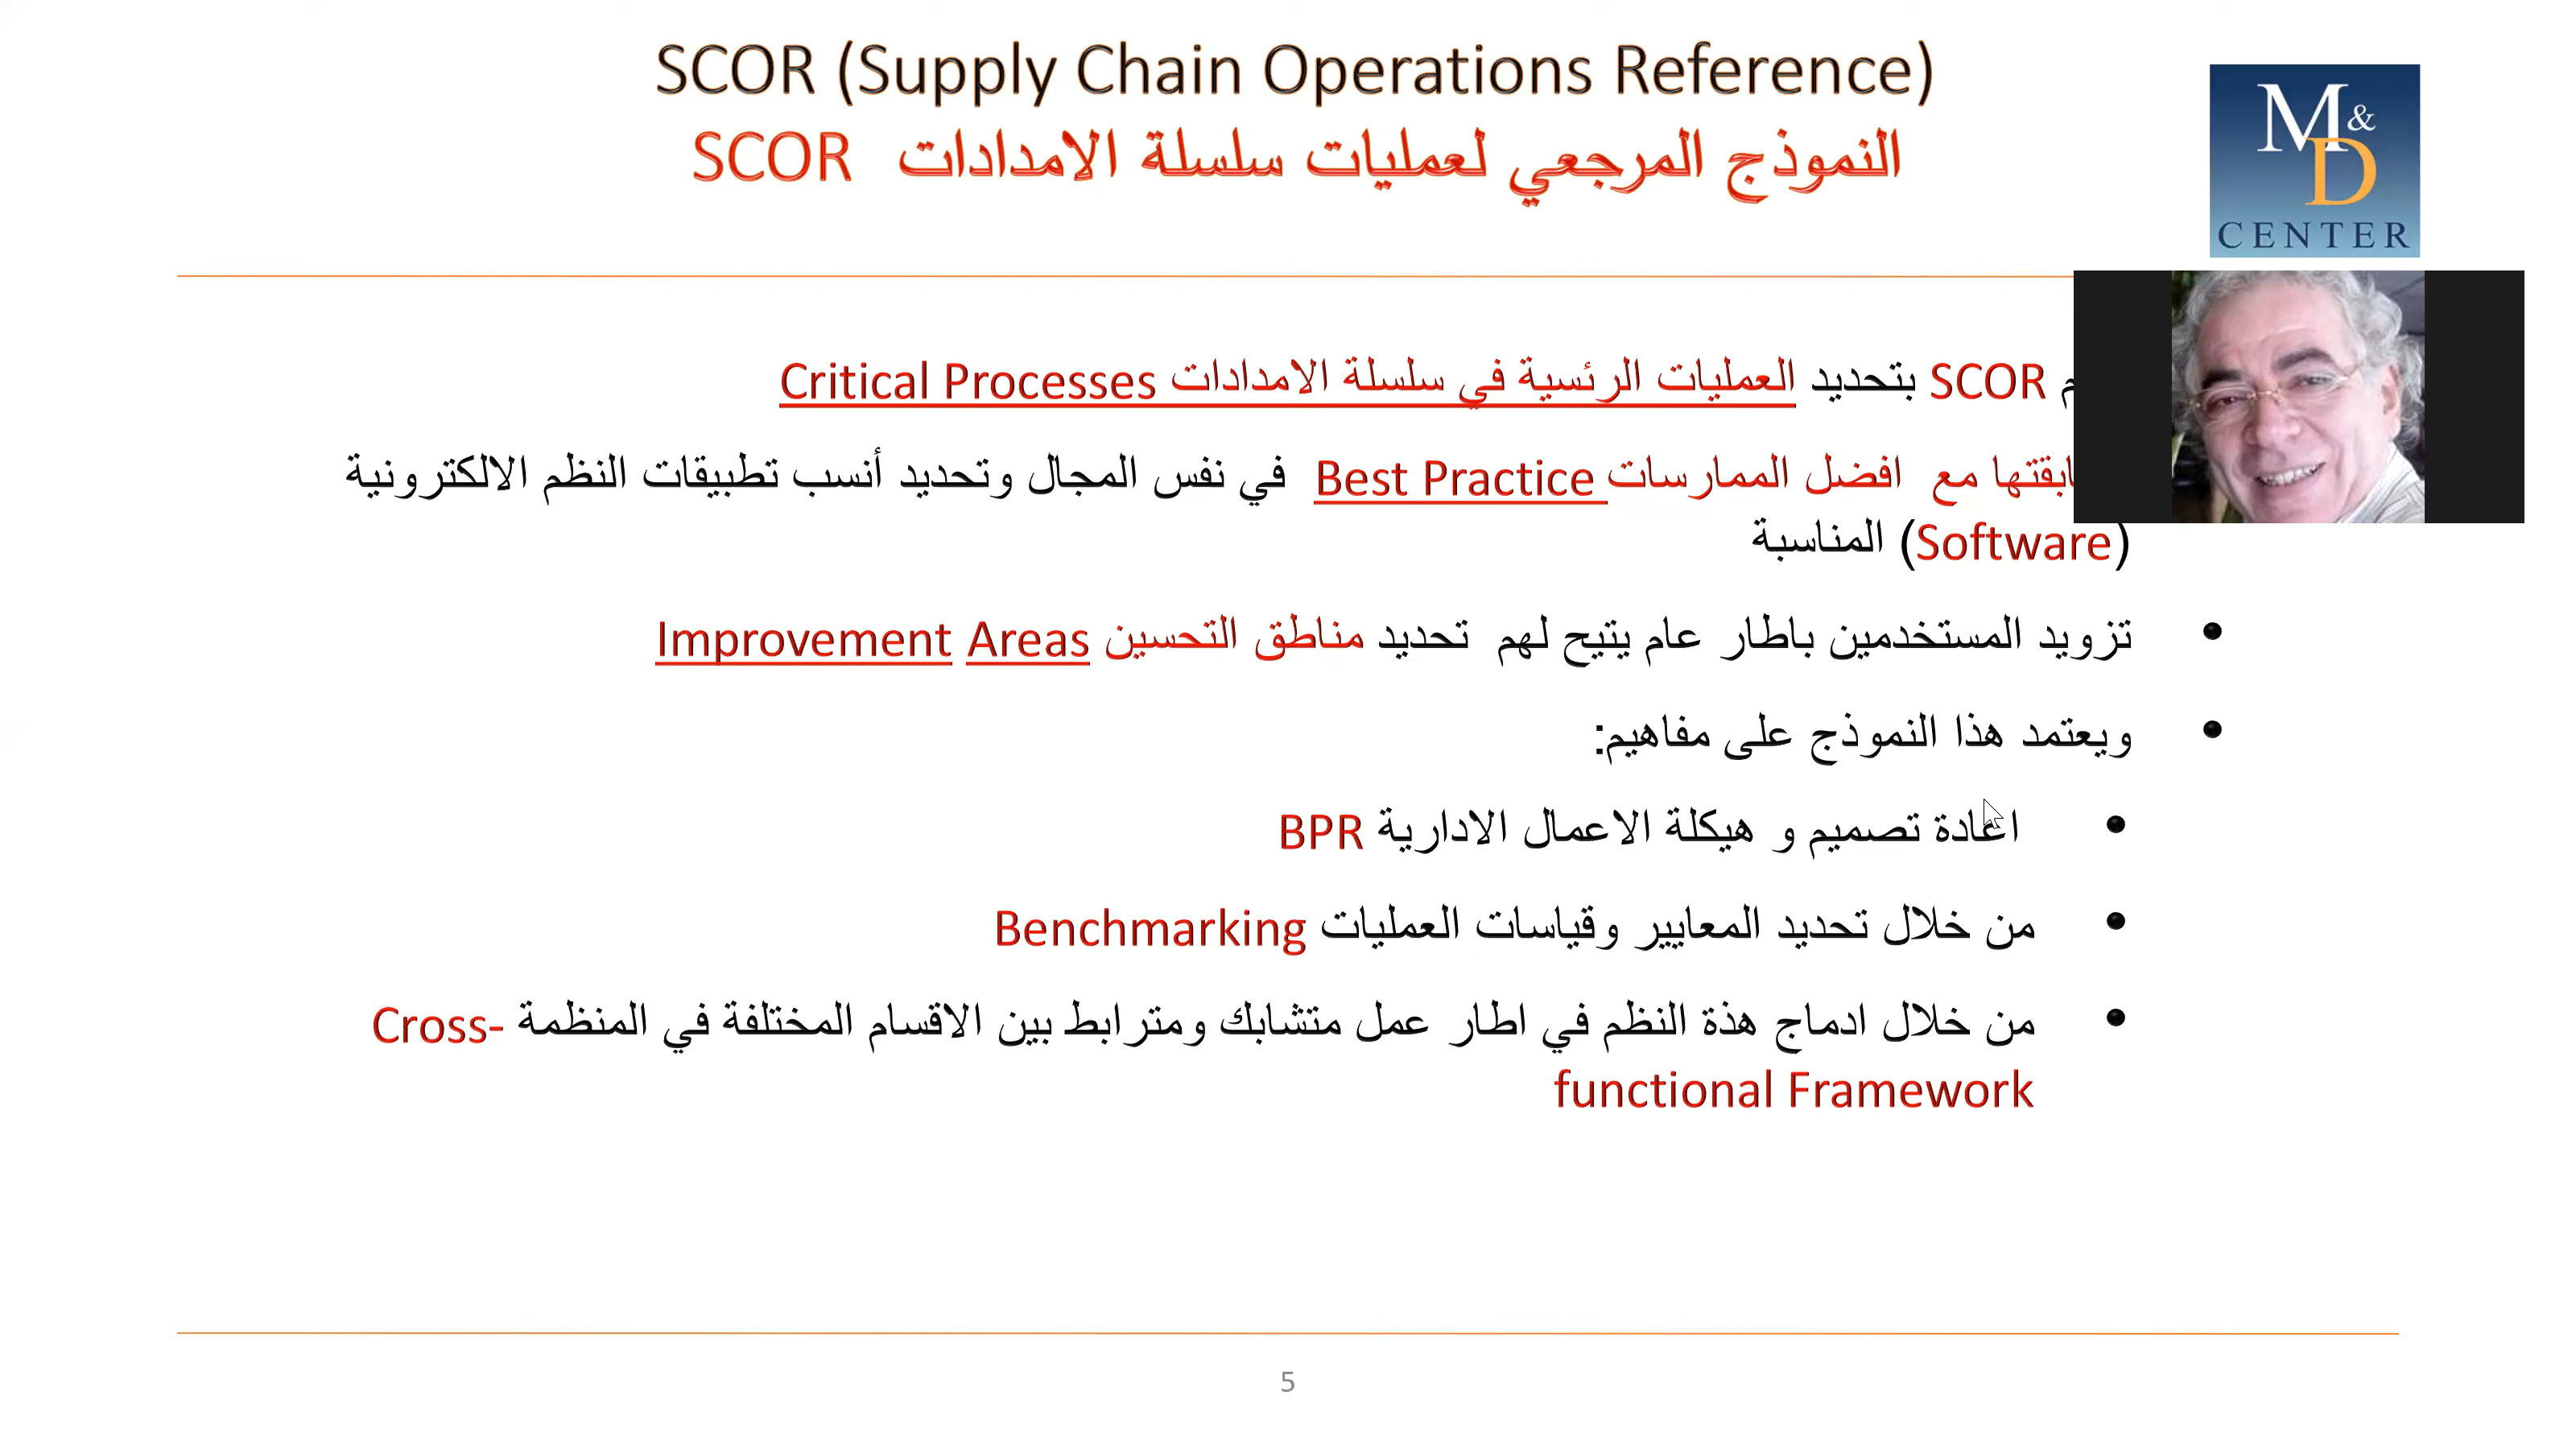 SCOR (Supply Chain Operations Reference)
النموذج المرجعي لعمليات سلسلة الامدادات SCOR
M&D
CENTER
SCOR بتحديد العمليات الرئسية في سلسلة الامدادات Critical Processes
مع افضل الممارسات Best Practice في نفس المجال وتحديد أنسب تطبيقات النظم الالكترونية
(Software) المناسبة
• تزويد المستخدمين باطار عام يتيح لهم تحديد مناطق التحسين Improvement Areas
• ويعتمد هذا النموذج على مفاهيم:
• اعادة تصميم و هيكلة الاعمال الادارية BPR
• من خلال تحديد المعايير وقياسات العمليات Benchmarking
• من خلال ادماج هذة النظم في اطار عمل متشابك ومترابط بين الاقسام المختلفة في المنظمة Cross-
functional Framework
5